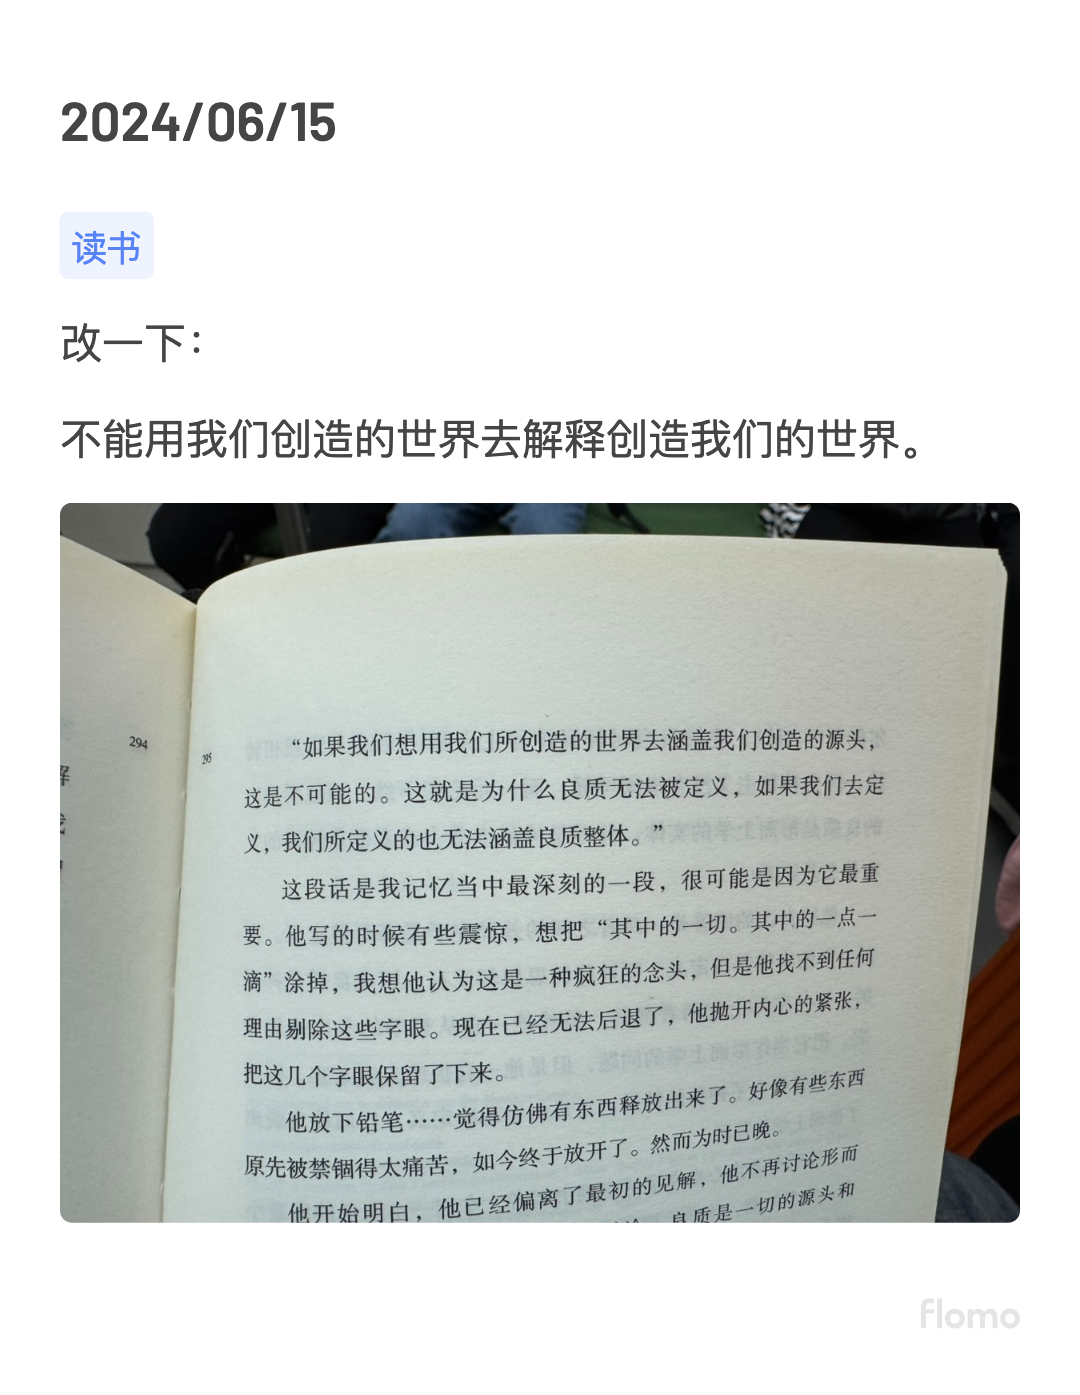 2024/06/15
读书
改一下：
不能用我们创造的世界去解释创造我们的世界。
294
295
“如果我们想用我们所创造的世界去涵盖我们创造的源头，
这是不可能的。这就是为什么良质无法被定义，如果我们去定
义，我们所定义的也无法涵盖良质整体。”
这段话是我记忆当中最深刻的一段，很可能是因为它最重
要。他写的时候有些震惊，想把“其中的一切。其中的一点一
滴”涂掉，我想他认为这是一种疯狂的念头，但是他找不到任何
理由剔除这些字眼。现在已经无法后退了，他抛开内心的紧张，
把这几个字眼保留了下来。
他放下铅笔……觉得仿佛有东西释放出来了。好像有些东西
原先被禁锢得太痛苦，如今终于放开了。然而为时已晚。
他开始明白，他已经偏离了最初的见解，他不再讨论形而
良质是一切的源头和
flomo